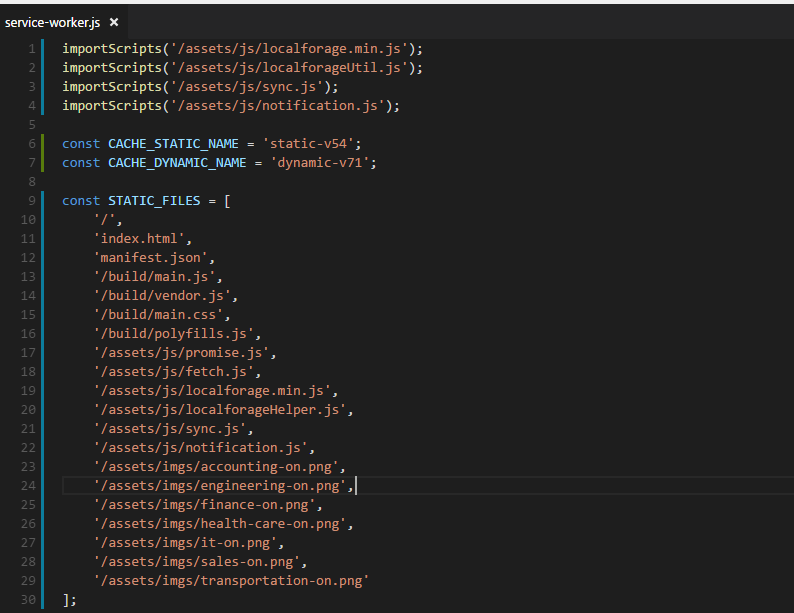 service-worker.js ×
1 importScripts('/assets/js/localforage.min.js');
2 importScripts('/assets/js/localforageUtil.js');
3 importScripts('/assets/js/sync.js');
4 importScripts('/assets/js/notification.js');
5
6 const CACHE_STATIC_NAME = 'static-v54';
7 const CACHE_DYNAMIC_NAME = 'dynamic-v71';
8
9 const STATIC_FILES = [
10 '/',
11 'index.html',
12 'manifest.json',
13 '/build/main.js',
14 '/build/vendor.js',
15 '/build/main.css',
16 '/build/polyfills.js',
17 '/assets/js/promise.js',
18 '/assets/js/fetch.js',
19 '/assets/js/localforage.min.js',
20 '/assets/js/localforageHelper.js',
21 '/assets/js/sync.js',
22 '/assets/js/notification.js',
23 '/assets/imgs/accounting-on.png',
24 '/assets/imgs/engineering-on.png',
25 '/assets/imgs/finance-on.png',
26 '/assets/imgs/health-care-on.png',
27 '/assets/imgs/it-on.png',
28 '/assets/imgs/sales-on.png',
29 '/assets/imgs/transportation-on.png'
30 ];